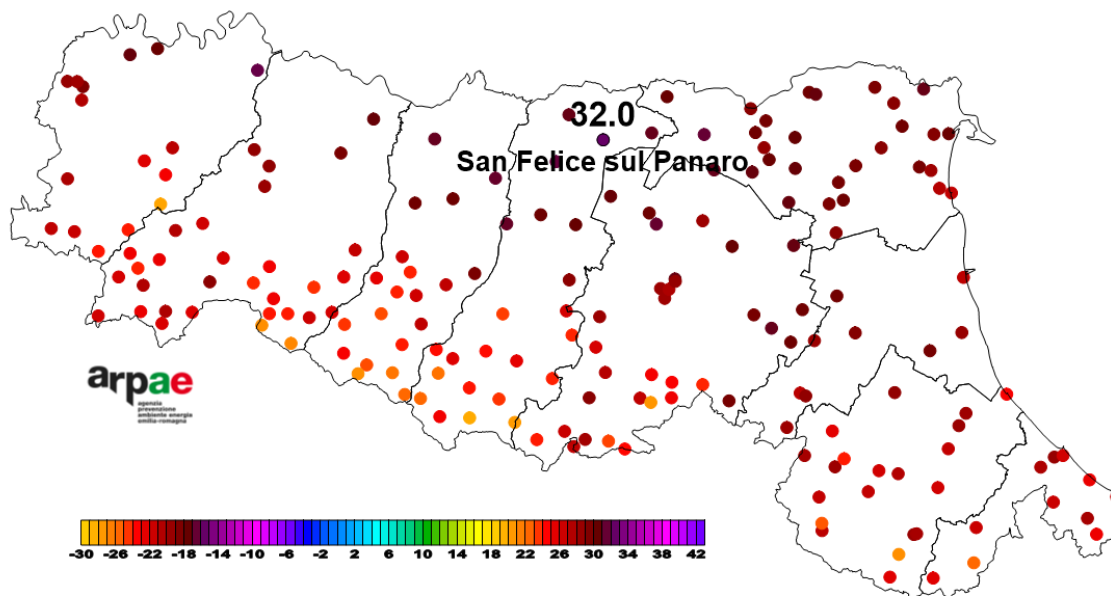 32.0
San Felice sul Panaro
arpae
agenzia
prevenzione
ambiente energia
emilia-romagna
-30 -26 -22 -18 -14 -10 -6 -2 2 6 10 14 18 22 26 30 34 38 42